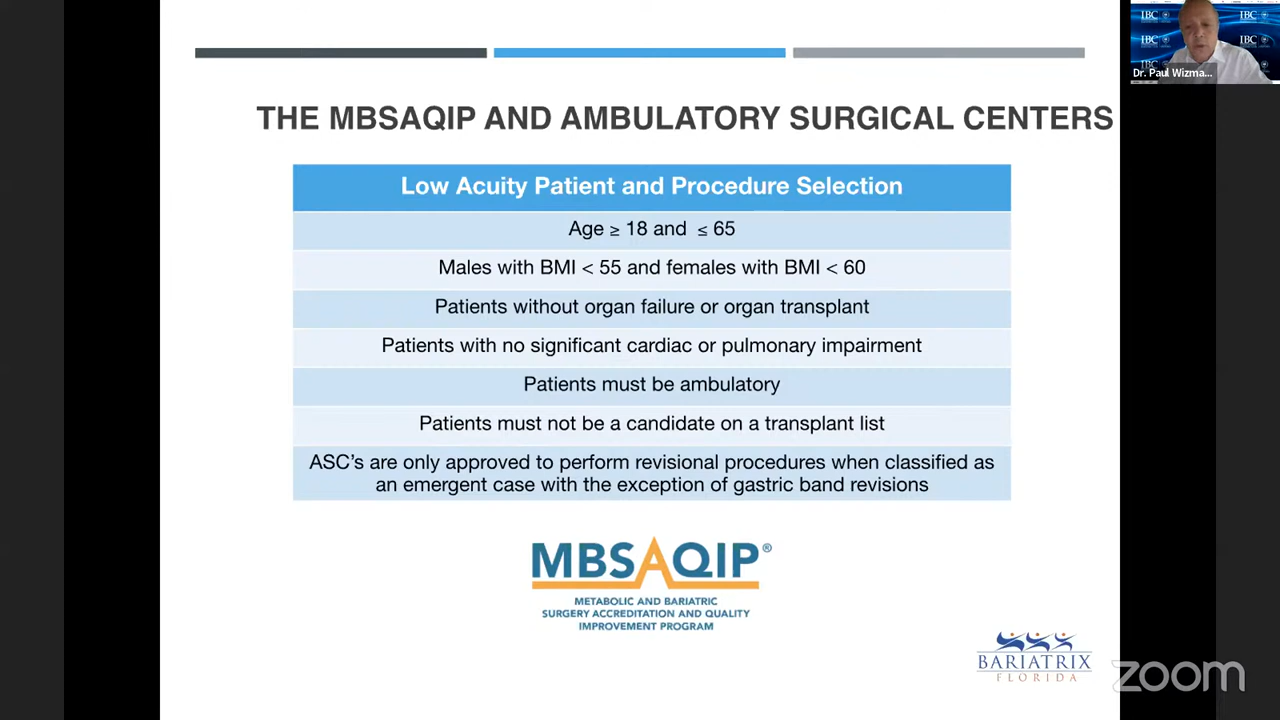 IBC
IBC
IBC
IBC
Dr. Paul Wizma...
THE MBSAQIP AND AMBULATORY SURGICAL CENTERS
Low Acuity Patient and Procedure Selection
Age ≥ 18 and ≤ 65
Males with BMI < 55 and females with BMI < 60
Patients without organ failure or organ transplant
Patients with no significant cardiac or pulmonary impairment
Patients must be ambulatory
Patients must not be a candidate on a transplant list
ASC's are only approved to perform revisional procedures when classified as
an emergent case with the exception of gastric band revisions
MBSAQIP®
METABOLIC AND BARIATRIC
SURGERY ACCREDITATION AND QUALITY
IMPROVEMENT PROGRAM
BARIATRIX
FLORIDA
zoom